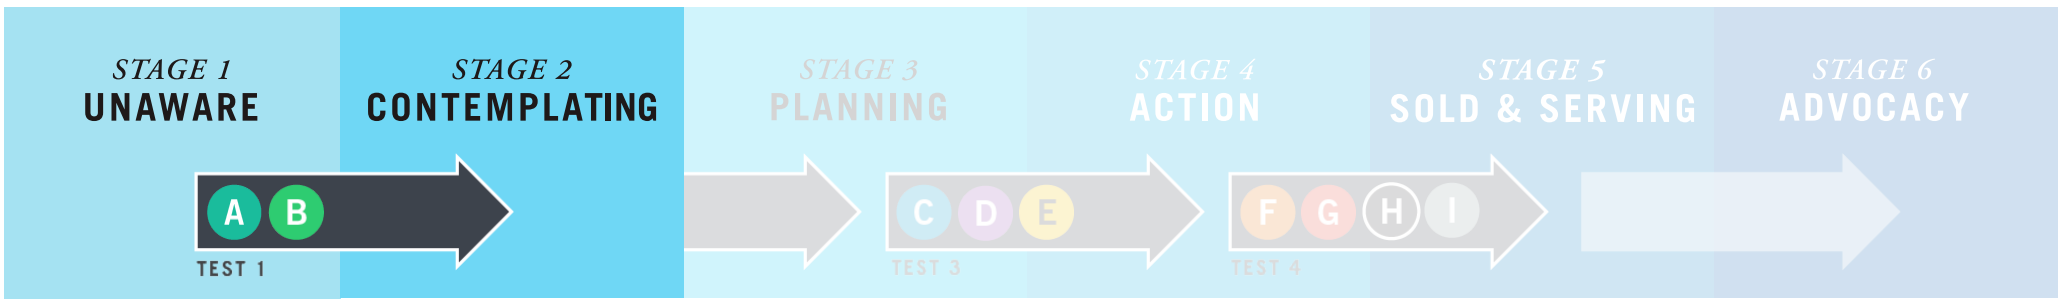 STAGE 1
UNAWARE
STAGE 2
CONTEMPLATING
STAGE 3
PLANNING
STAGE 4
ACTION
STAGE 5
SOLD & SERVING
STAGE 6
ADVOCACY
A B
C D E
F G H I
TEST 1
TEST 3
TEST 4